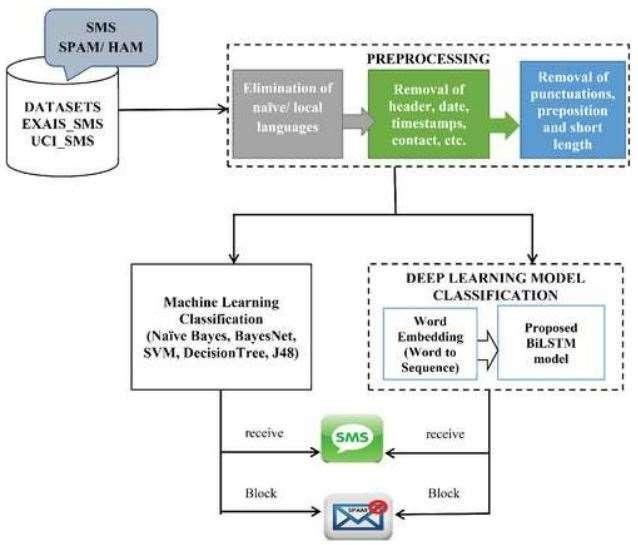 SMS
SPAM/ HAM
DATASETS
EXAIS_SMS
UCI_SMS
PREPROCESSING
Elimination of
naïve/ local
languages
Removal of
header, date,
timestamps,
contact, etc.
Removal of
punctuations,
preposition
and short
length
Machine Learning
Classification
(Naïve Bayes, BayesNet,
SVM, DecisionTree, J48)
DEEP LEARNING MODEL
CLASSIFICATION
Word
Embedding
(Word to
Sequence)
Proposed
BiLSTM
model
receive
SMS
receive
Block
SPAM
Block